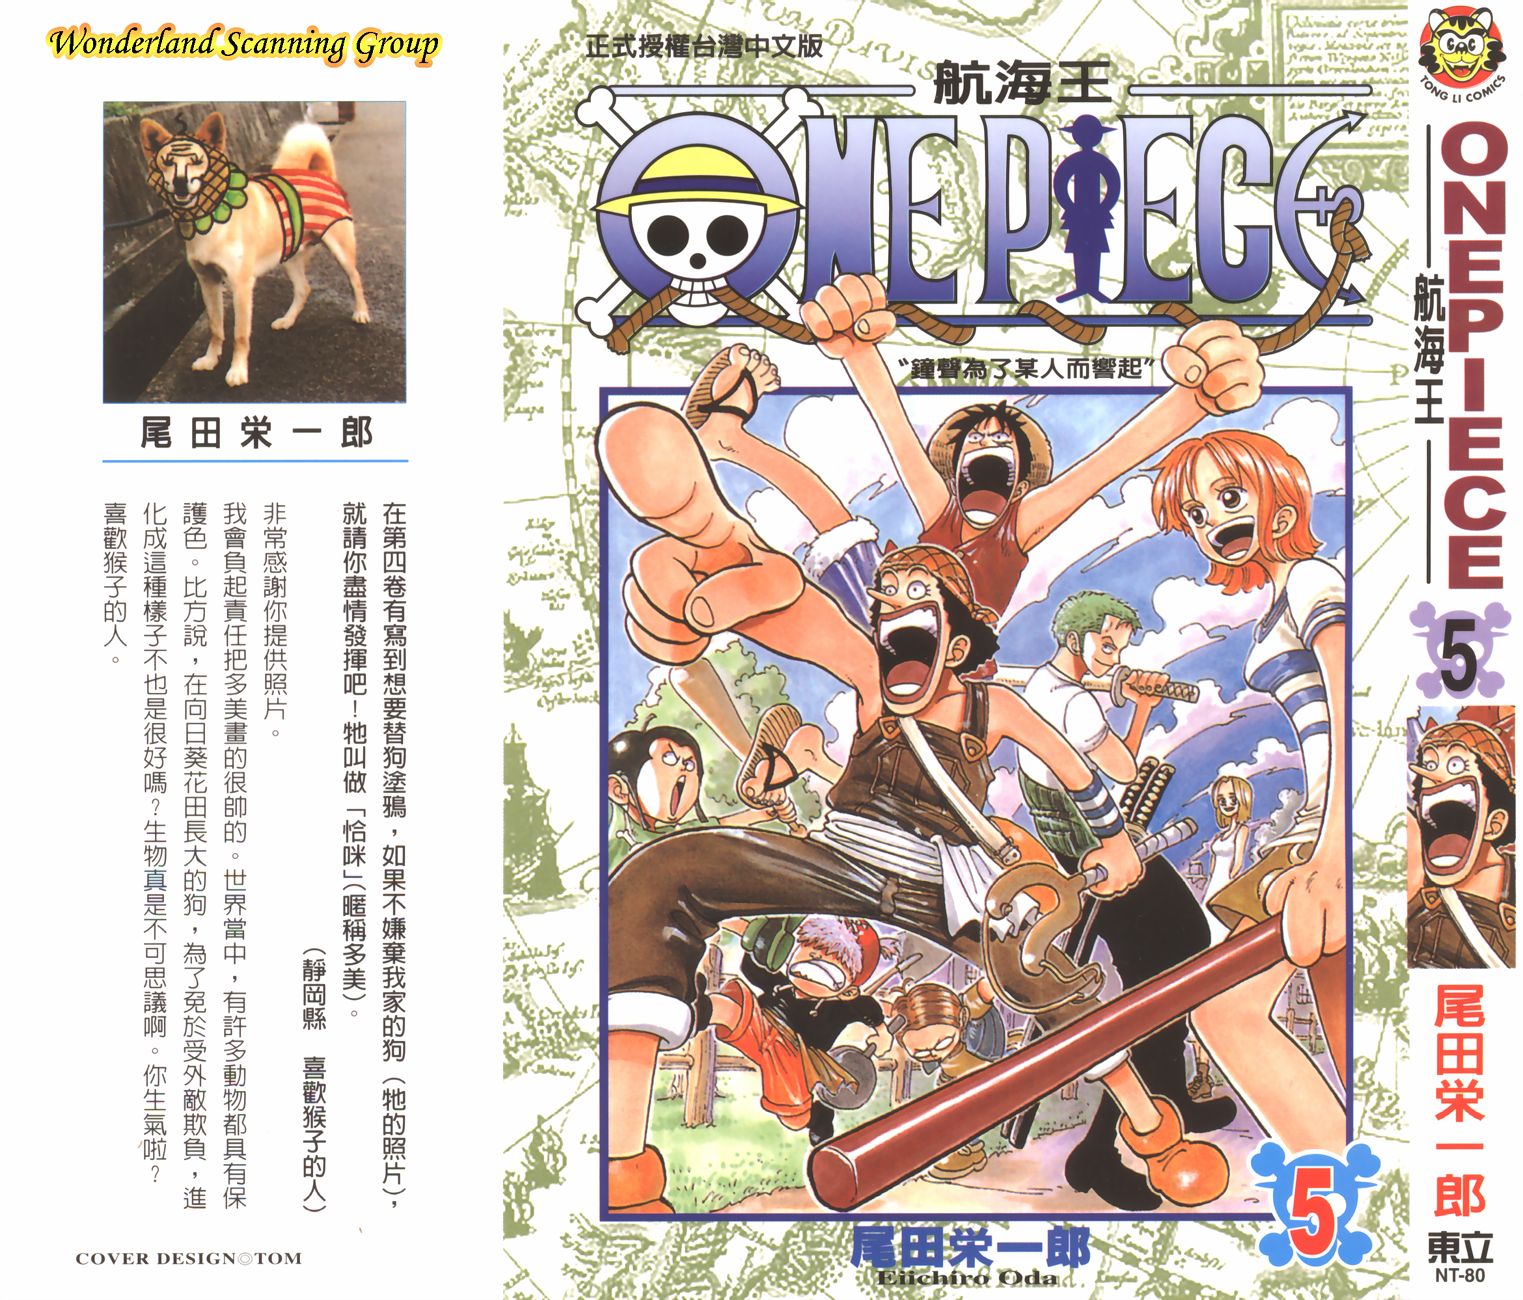 Wonderland Scanning Group
尾田栄一郎
在第四卷有寫到想要替狗塗鴉，如果不嫌棄我家的狗（牠的照片），
就請你盡情發揮吧！牠叫做「恰咪」（暱稱多美）。
（靜岡縣　喜歡猴子的人）
非常感謝你提供照片。
我會負起責任把多美畫的很帥的。世界當中，有許多動物都具有保
護色。比方說，在向日葵花田長大的狗，為了免於受外敵欺負，進
化成這種樣子不也是很好嗎？生物真是不可思議啊。你生氣啦？
喜歡猴子的人。
COVER DESIGN◎TOM
正式授權台灣中文版
航海王
ONE PIECE
"鐘聲為了某人而響起"
5
尾田栄一郎
Eiichiro Oda
TONG LI COMICS
ONE PIECE
航海王
5
尾田栄一郎
東立
NT-80